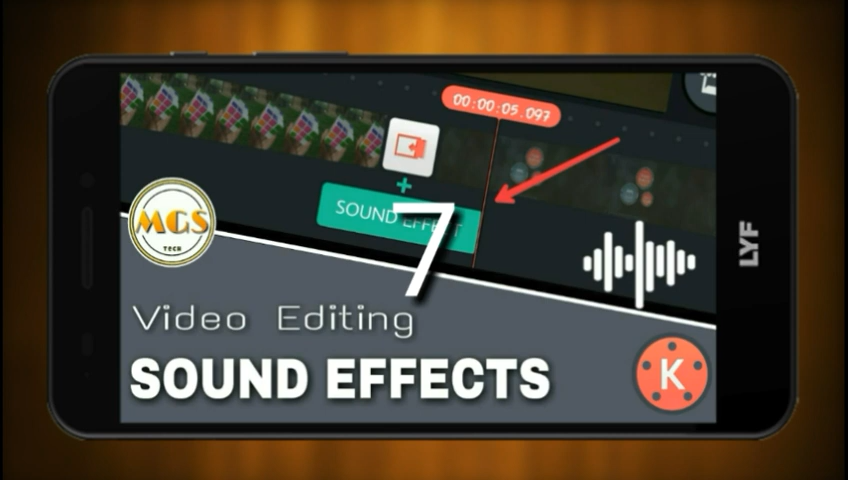 00:00:05.097
SOUND EFFECT
7
MGS
TECH
Video Editing
SOUND EFFECTS
K
LYF